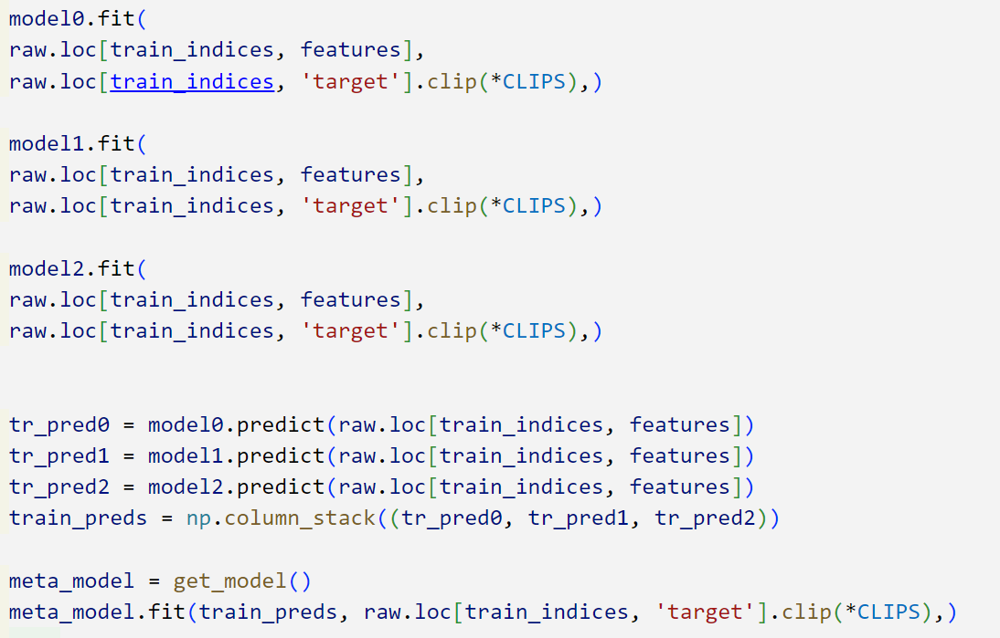 model0.fit(
raw.loc[train_indices, features],
raw.loc[train_indices, 'target'].clip(*CLIPS),)
model1.fit(
raw.loc[train_indices, features],
raw.loc[train_indices, 'target'].clip(*CLIPS),)
model2.fit(
raw.loc[train_indices, features],
raw.loc[train_indices, 'target'].clip(*CLIPS),)
tr_pred0 = model0.predict(raw.loc[train_indices, features])
tr_pred1 = model1.predict(raw.loc[train_indices, features])
tr_pred2 = model2.predict(raw.loc[train_indices, features])
train_preds = np.column_stack((tr_pred0, tr_pred1, tr_pred2))
meta_model = get_model()
meta_model.fit(train_preds, raw.loc[train_indices, 'target'].clip(*CLIPS),)